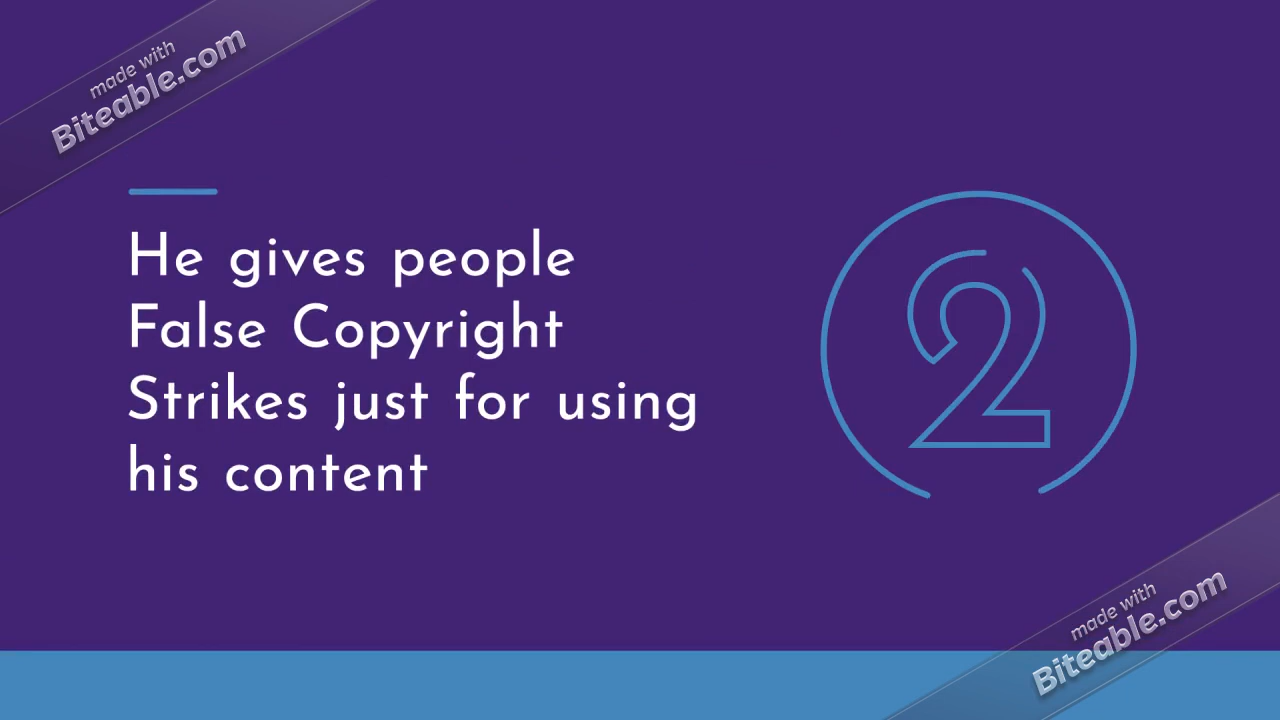 made with
Biteable.com
He gives people
False Copyright
Strikes just for using
his content
2
made with
Biteable.com